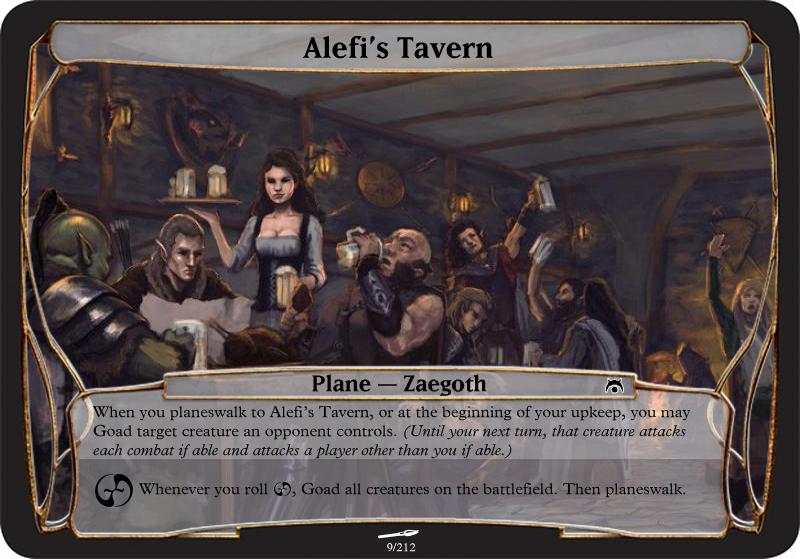 Alefi's Tavern
Plane — Zaegoth
When you planeswalk to Alefi's Tavern, or at the beginning of your upkeep, you may
Goad target creature an opponent controls. (Until your next turn, that creature attacks
each combat if able and attacks a player other than you if able.)
Whenever you roll , Goad all creatures on the battlefield. Then planeswalk.
9/212